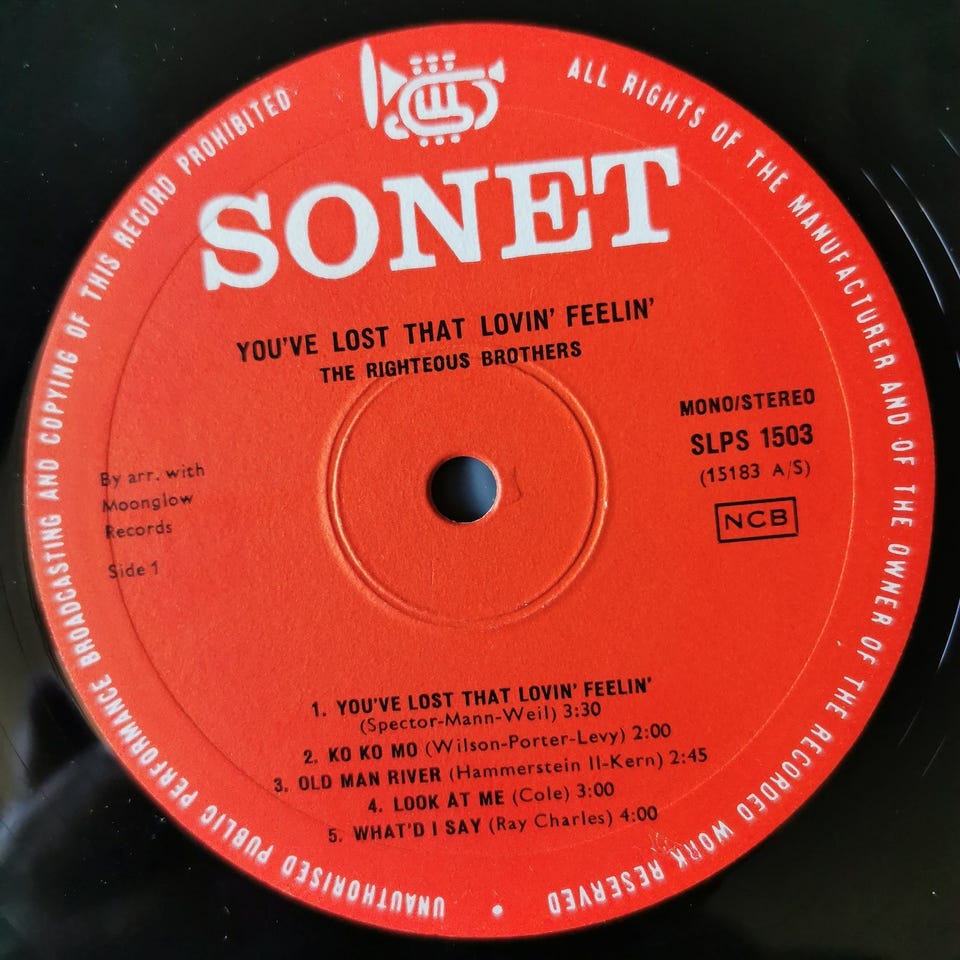 SONET
YOU'VE LOST THAT LOVIN' FEELIN'
THE RIGHTEOUS BROTHERS
MONO/STEREO
SLPS 1503
(15183 A/S)
NCB
By arr. with
Moonglow
Records
Side 1
1. YOU'VE LOST THAT LOVIN' FEELIN'
(Spector-Mann-Weil) 3:30
2. KO KO MO (Wilson-Porter-Levy) 2:00
3. OLD MAN RIVER (Hammerstein II-Kern) 2:45
4. LOOK AT ME (Cole) 3:00
5. WHAT'D I SAY (Ray Charles) 4:00
ALL RIGHTS OF THE MANUFACTURER AND OF THE OWNER OF THE RECORDED WORK RESERVED
• UNAUTHORISED PUBLIC PERFORMANCE BROADCASTING AND COPYING OF THIS RECORD PROHIBITED